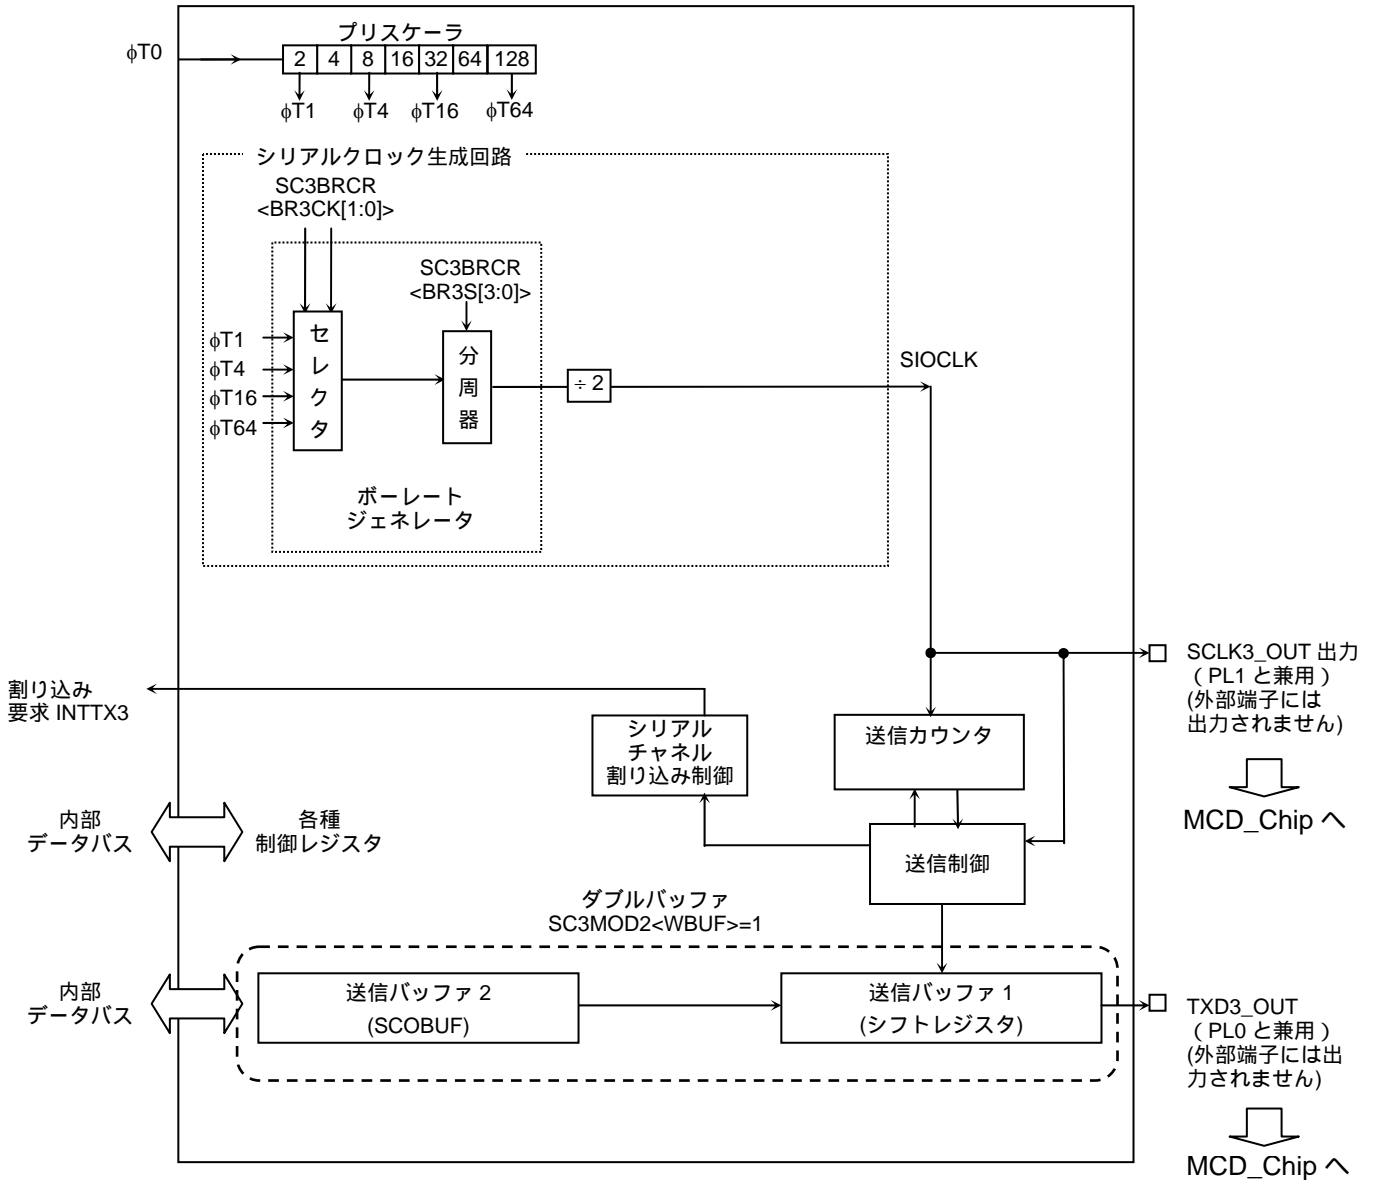 プリスケーラ
ϕT0
2 4 8 16 32 64 128
ϕT1 ϕT4 ϕT16 ϕT64
シリアルクロック生成回路
SC3BRCR
<BR3CK[1:0]>
SC3BRCR
<BR3S[3:0]>
セレクタ
分周器
ϕT1
ϕT4
ϕT16
ϕT64
÷ 2
SIOCLK
ボーレート
ジェネレータ
SCLK3_OUT 出力
（PL1 と兼用）
(外部端子には
出力されません)
MCD_Chip へ
割り込み
要求 INTTX3
シリアル
チャネル
割り込み制御
送信カウンタ
内部
データバス
各種
制御レジスタ
送信制御
ダブルバッファ
SC3MOD2<WBUF>=1
内部
データバス
送信バッファ 2
(SCOBUF)
送信バッファ 1
(シフトレジスタ)
TXD3_OUT
（PL0 と兼用）
(外部端子には出
力されません)
MCD_Chip へ